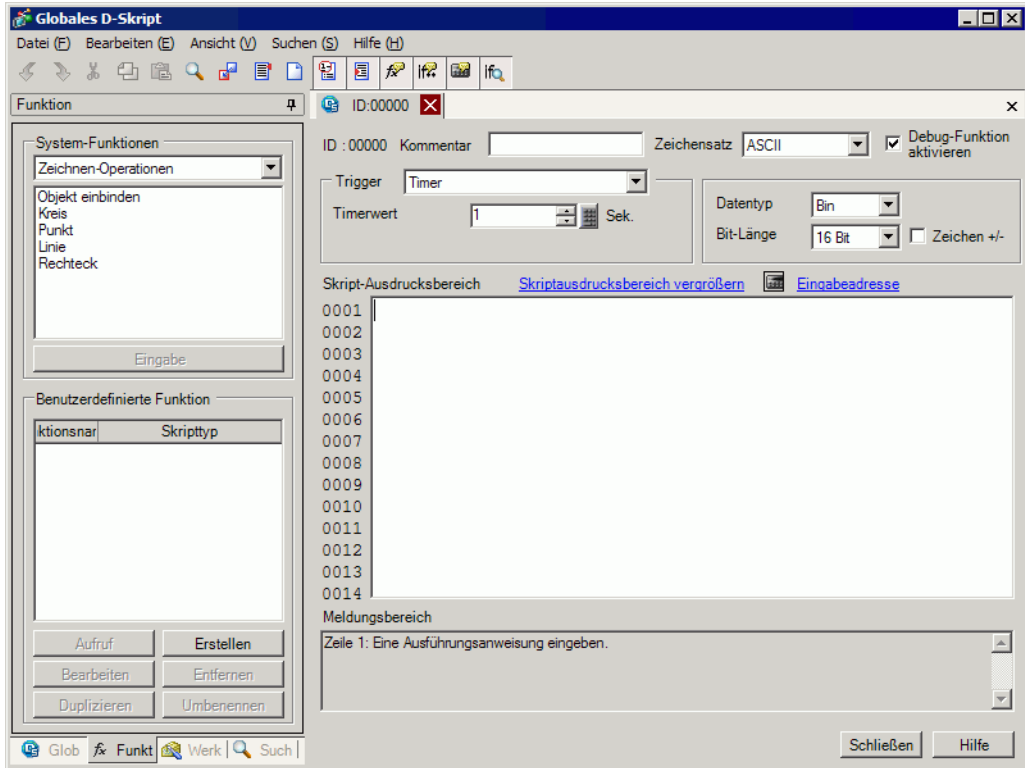 Globales D-Skript
Datei (F) Bearbeiten (E) Ansicht (V) Suchen (S) Hilfe (H)
Funktion
ID:00000
System-Funktionen
Zeichnen-Operationen
Objekt einbinden
Kreis
Punkt
Linie
Rechteck
Eingabe
Benutzerdefinierte Funktion
ktionsnar Skripttyp
Aufruf Erstellen
Bearbeiten Entfernen
Duplizieren Umbenennen
Glob fx Funkt Werk Such
ID : 00000 Kommentar Zeichensatz ASCII Debug-Funktion aktivieren
Trigger Timer
Timerwert 1 Sek.
Datentyp Bin
Bit-Länge 16 Bit Zeichen +/-
Skript-Ausdrucksbereich Skriptausdrucksbereich vergrößern Eingabeadresse
0001
0002
0003
0004
0005
0006
0007
0008
0009
0010
0011
0012
0013
0014
Meldungsbereich
Zeile 1: Eine Ausführungsanweisung eingeben.
Schließen Hilfe